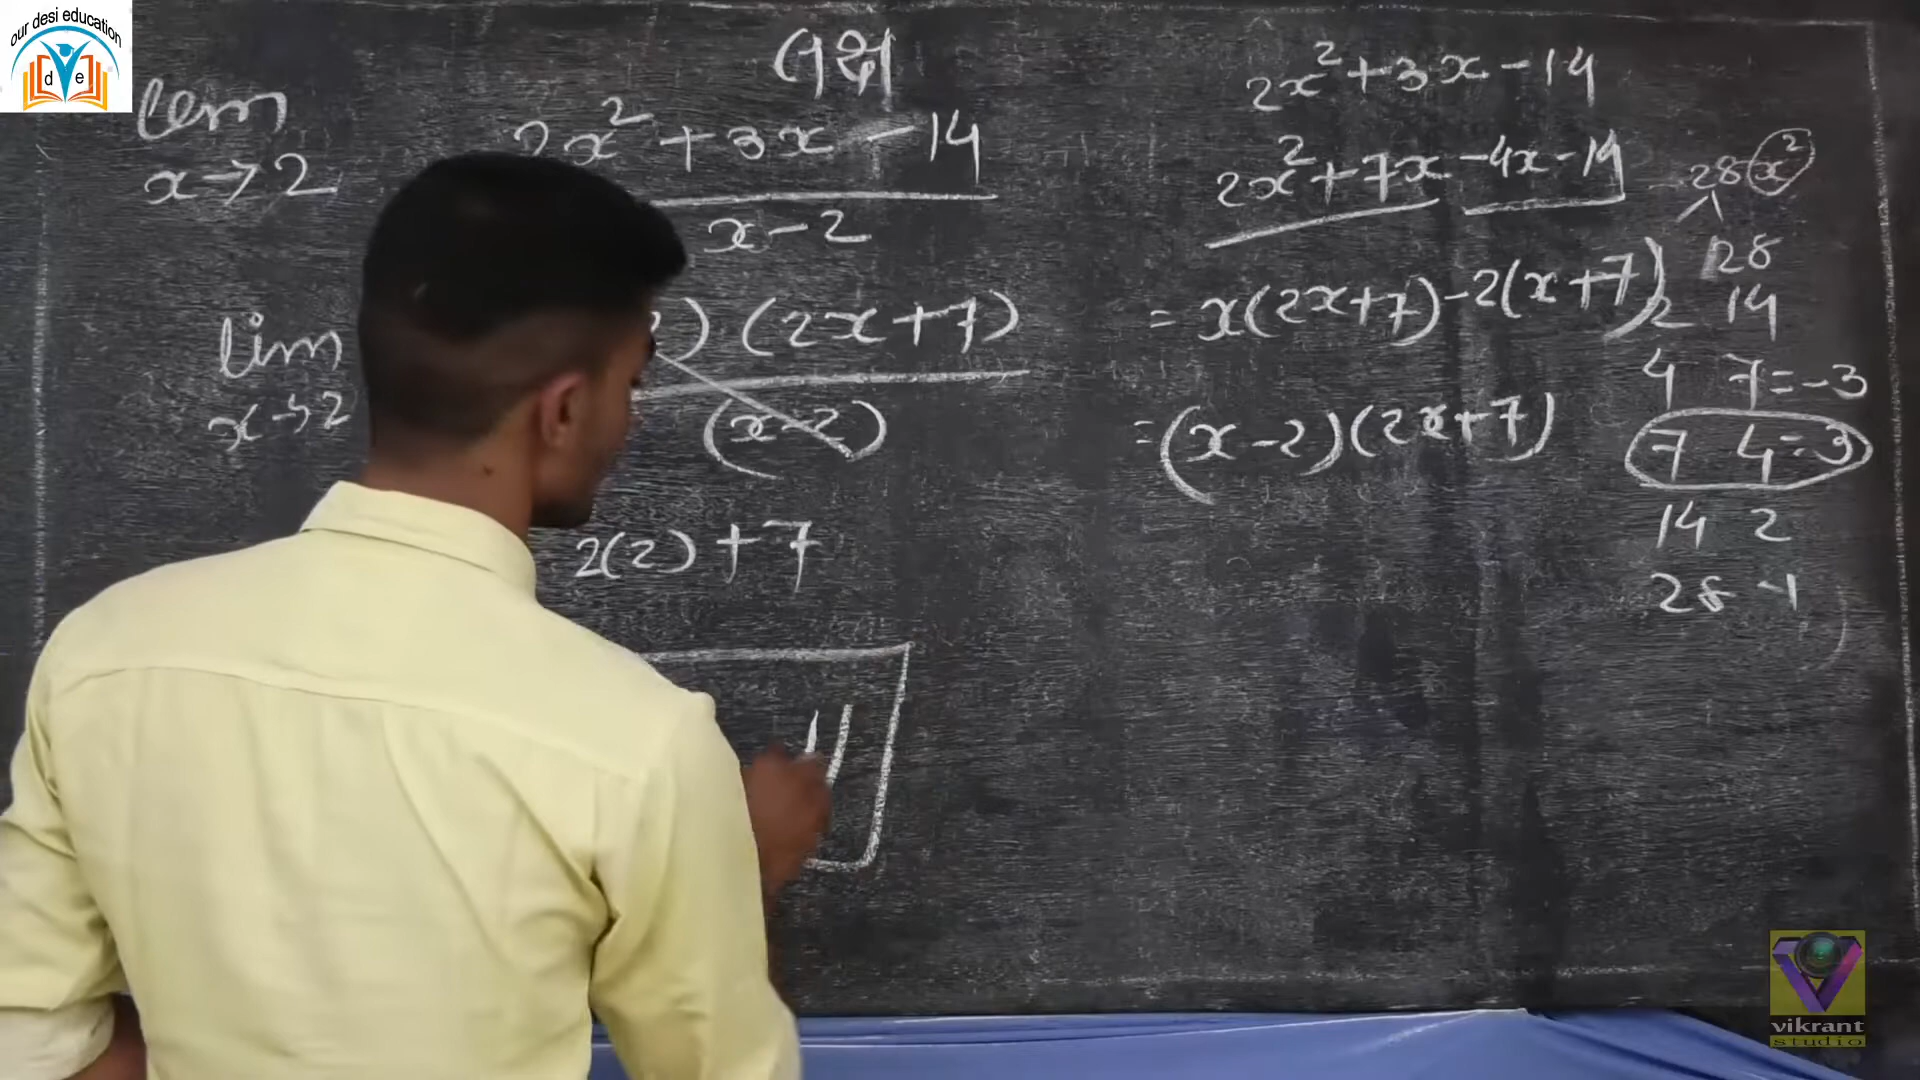 our desi education
d e
lim
x→2
2x² + 3x - 14
x - 2
lim
x→2
2) (2x+7)
(x-2)
2(2) + 7
11
2x² + 3x - 14
2x² + 7x - 4x - 14
= x(2x+7) - 2(x+7)
= (x-2)(2x+7)
28x²
28
2 14
4 7 = -3
7 4 = 3
14 2
28 1
vikrant
studio